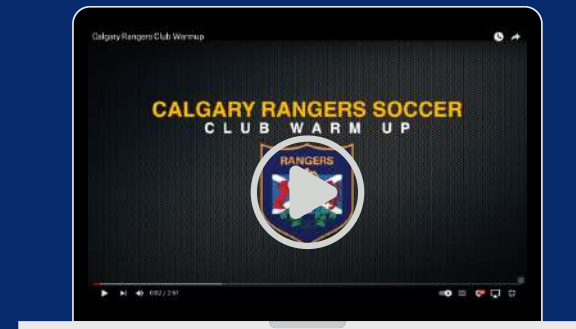 Calgary Rangers Club Warmup
CALGARY RANGERS SOCCER
CLUB WARM UP
RANGERS
0:02 / 2:51